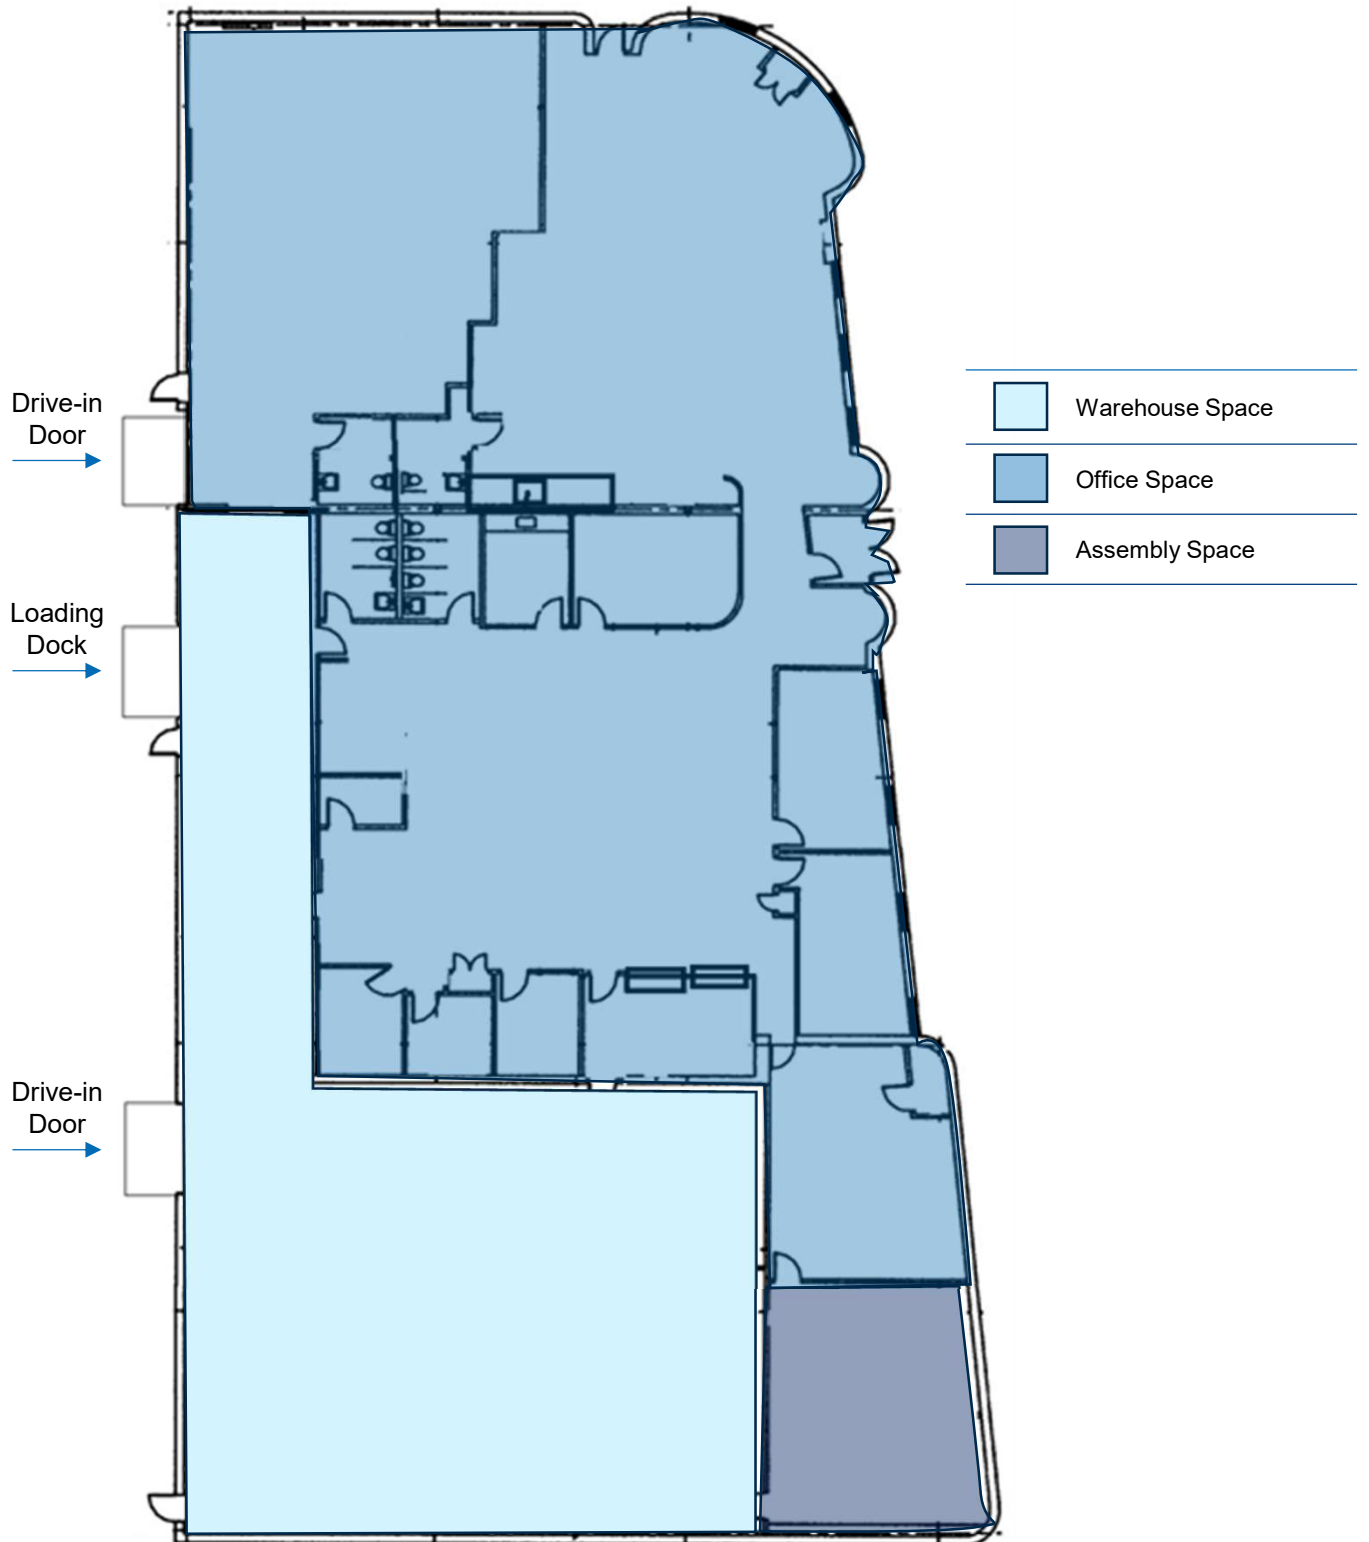 Drive-in
Door
Loading
Dock
Drive-in
Door
Warehouse Space
Office Space
Assembly Space